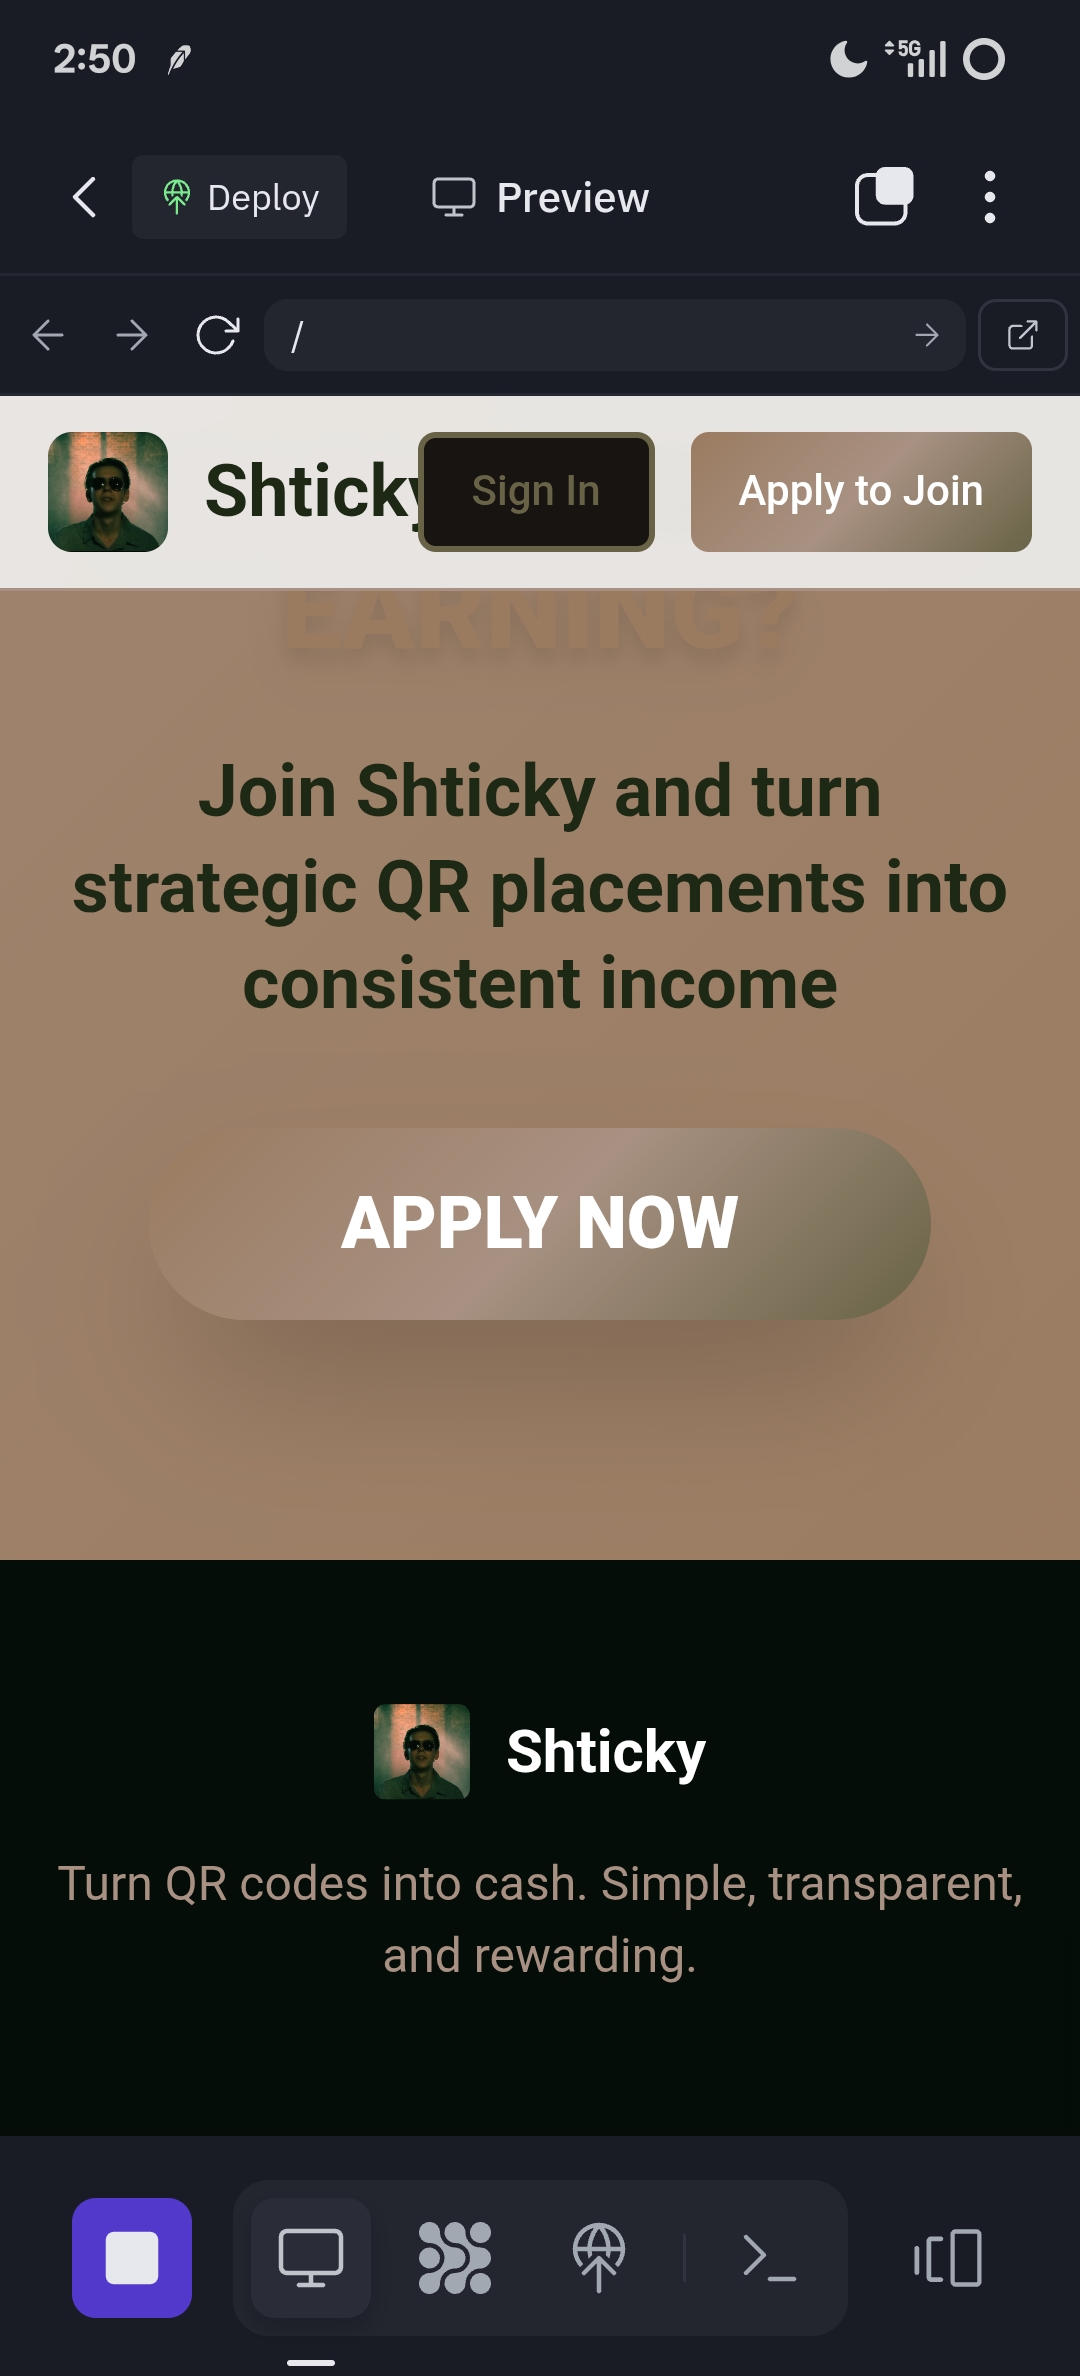 2:50
5G
Deploy
Preview
/
Shticky
Sign In
Apply to Join
EARNING?
Join Shticky and turn
strategic QR placements into
consistent income
APPLY NOW
Shticky
Turn QR codes into cash. Simple, transparent,
and rewarding.